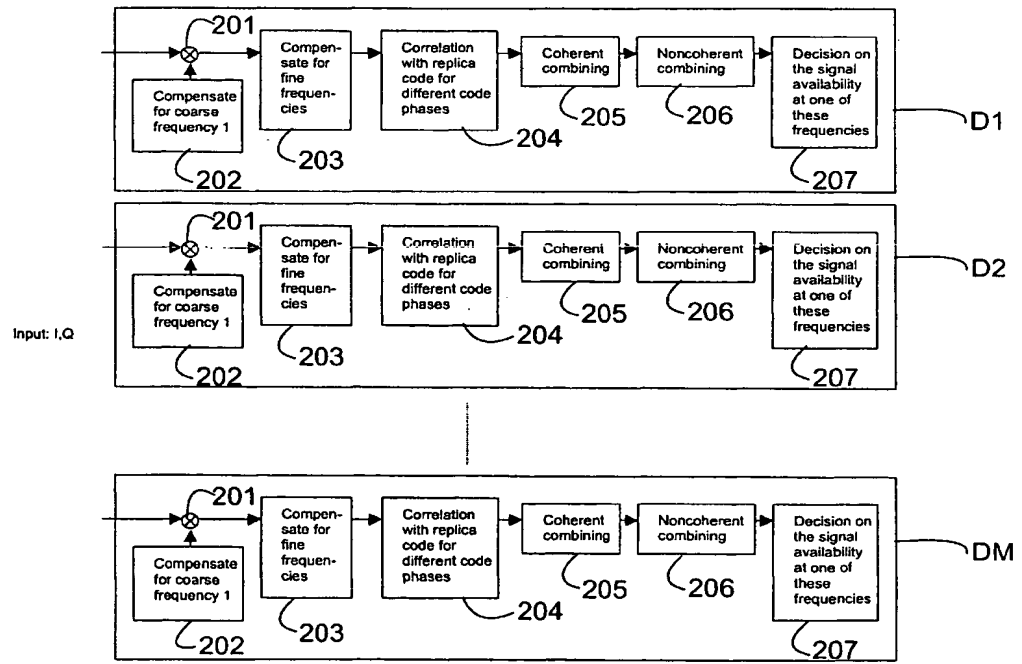 201
Compensate
for coarse
frequency 1
202
Compen-
sate for
fine
frequen-
cies
203
Correlation
with replica
code for
different code
phases
204
Coherent
combining
205
Noncoherent
combining
206
Decision on
the signal
availability
at one of
these
frequencies
207
D1
Input: I,Q
201
Compensate
for coarse
frequency 1
202
Compen-
sate for
fine
frequen-
cies
203
Correlation
with replica
code for
different code
phases
204
Coherent
combining
205
Noncoherent
combining
206
Decision on
the signal
availability
at one of
these
frequencies
207
D2
201
Compensate
for coarse
frequency 1
202
Compen-
sate for
fine
frequen-
cies
203
Correlation
with replica
code for
different code
phases
204
Coherent
combining
205
Noncoherent
combining
206
Decision on
the signal
availability
at one of
these
frequencies
207
DM